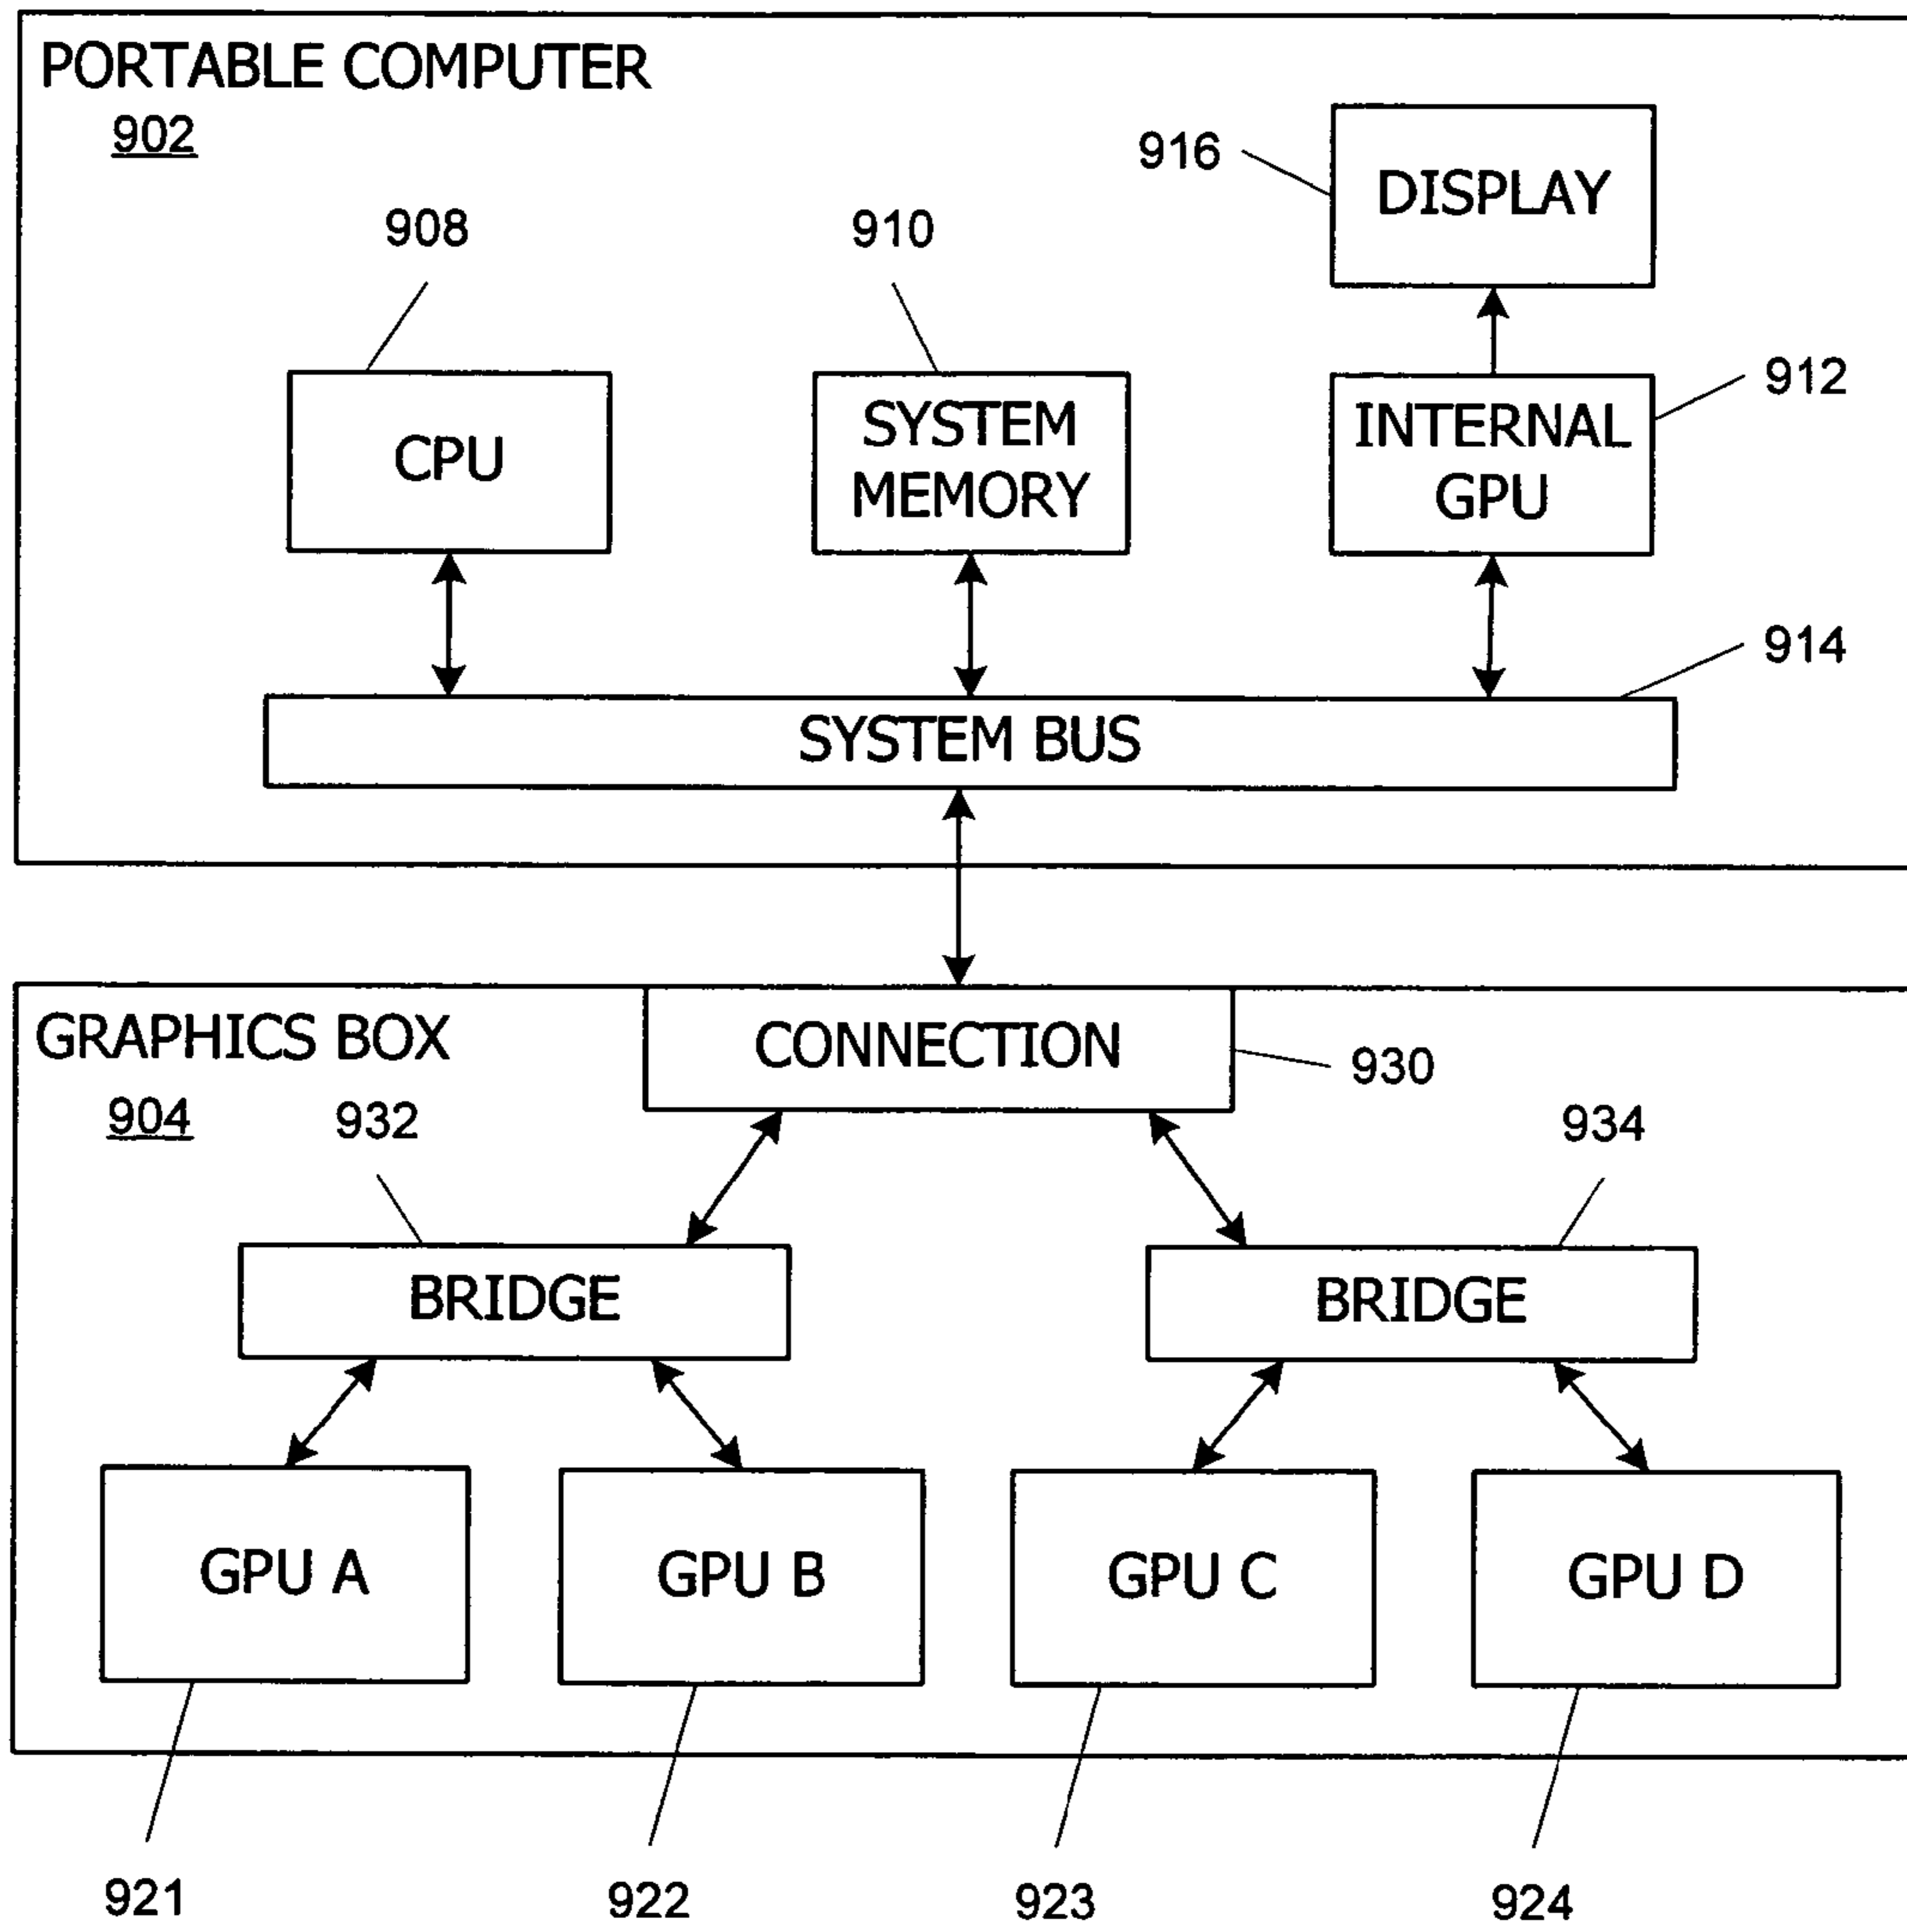 PORTABLE COMPUTER
902
916
DISPLAY
908
910
912
CPU
SYSTEM
MEMORY
INTERNAL
GPU
914
SYSTEM BUS
GRAPHICS BOX
904
CONNECTION
930
932
934
BRIDGE
BRIDGE
GPU A
GPU B
GPU C
GPU D
921
922
923
924